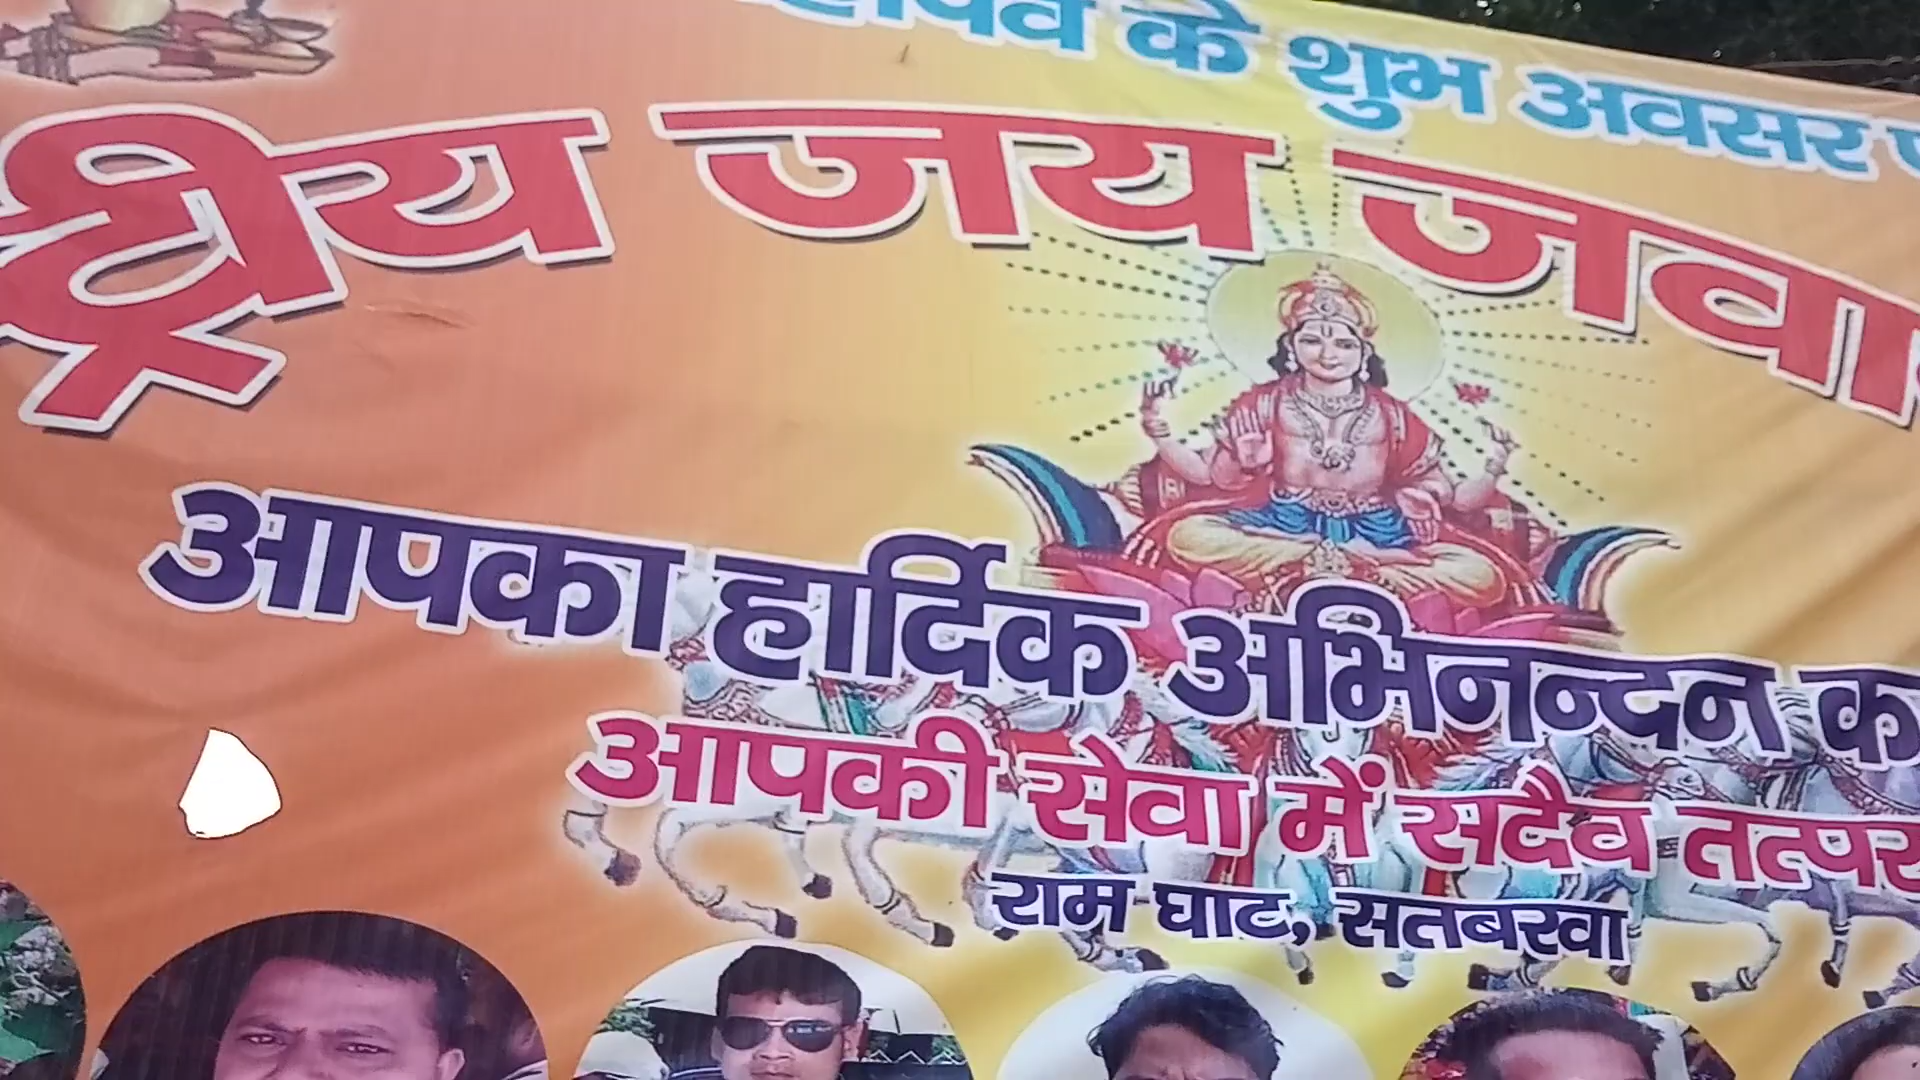 के शुभ अवसर
जय जवा
आपका हार्दिक अभिनन्दन
आपकी सेवा में सदैव तत्पर
राम घाट, सतबरवा